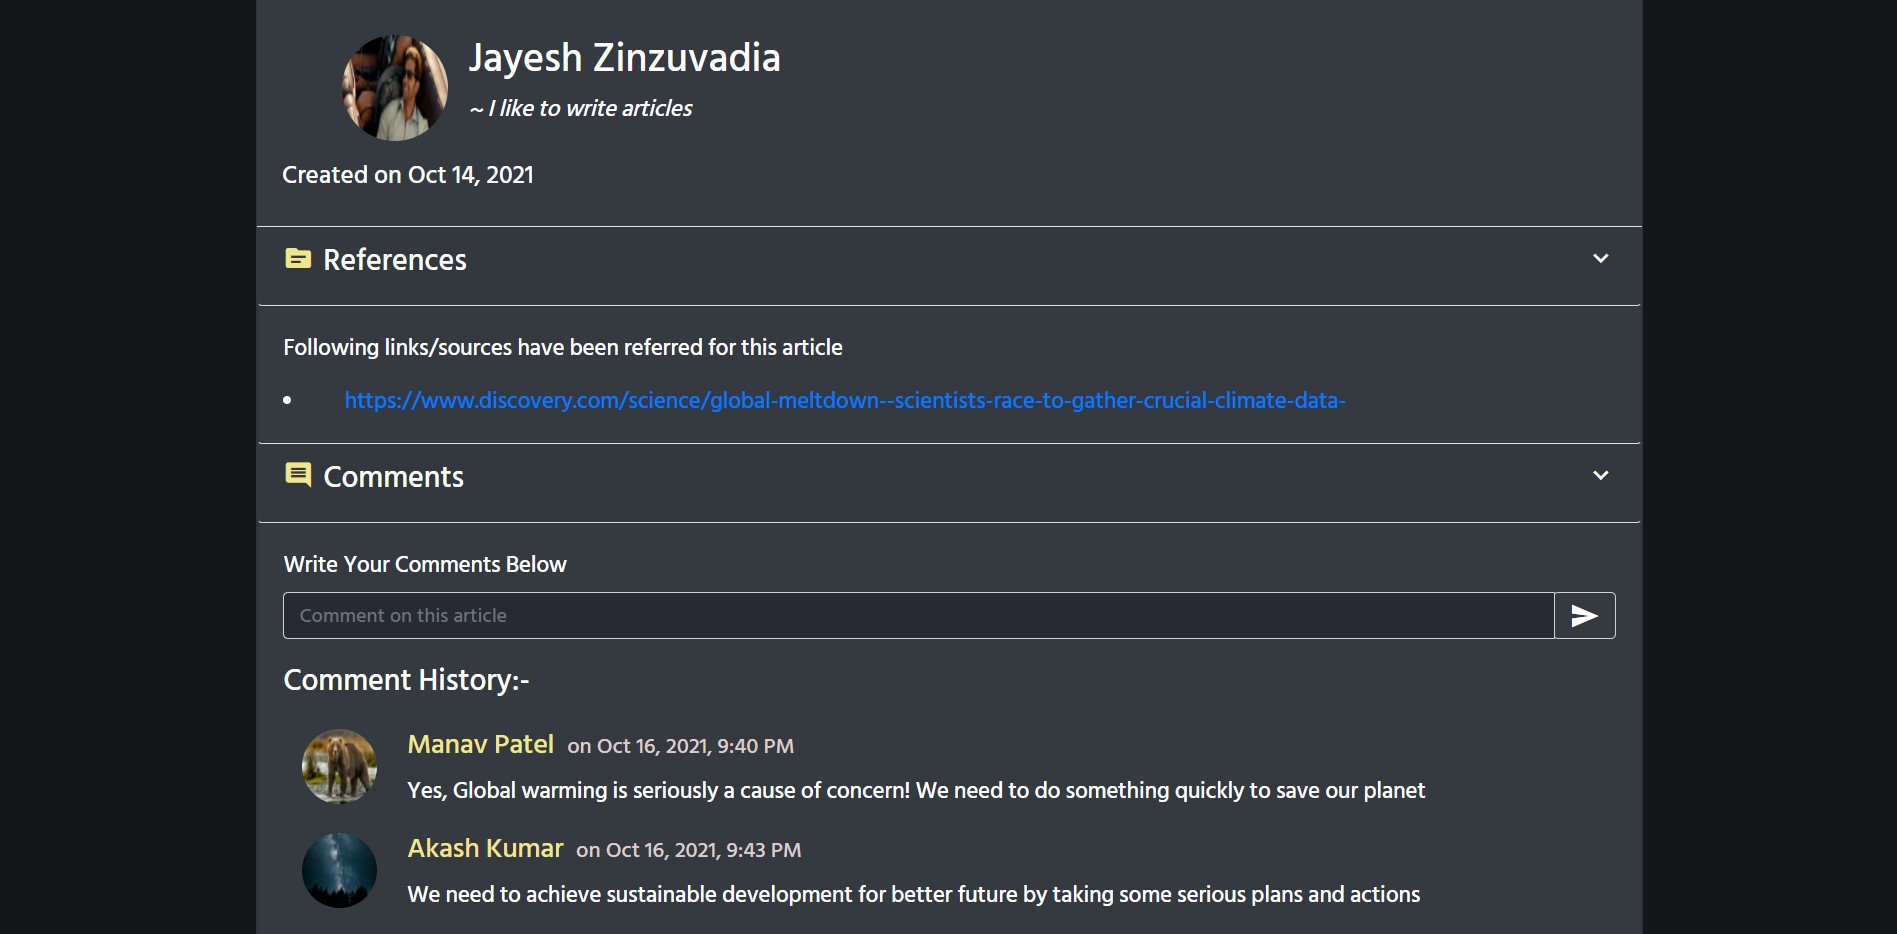 Jayesh Zinzuvadia
~ I like to write articles
Created on Oct 14, 2021
References
Following links/sources have been referred for this article
https://www.discovery.com/science/global-meltdown--scientists-race-to-gather-crucial-climate-data-
Comments
Write Your Comments Below
Comment on this article
Comment History:-
Manav Patel on Oct 16, 2021, 9:40 PM
Yes, Global warming is seriously a cause of concern! We need to do something quickly to save our planet
Akash Kumar on Oct 16, 2021, 9:43 PM
We need to achieve sustainable development for better future by taking some serious plans and actions